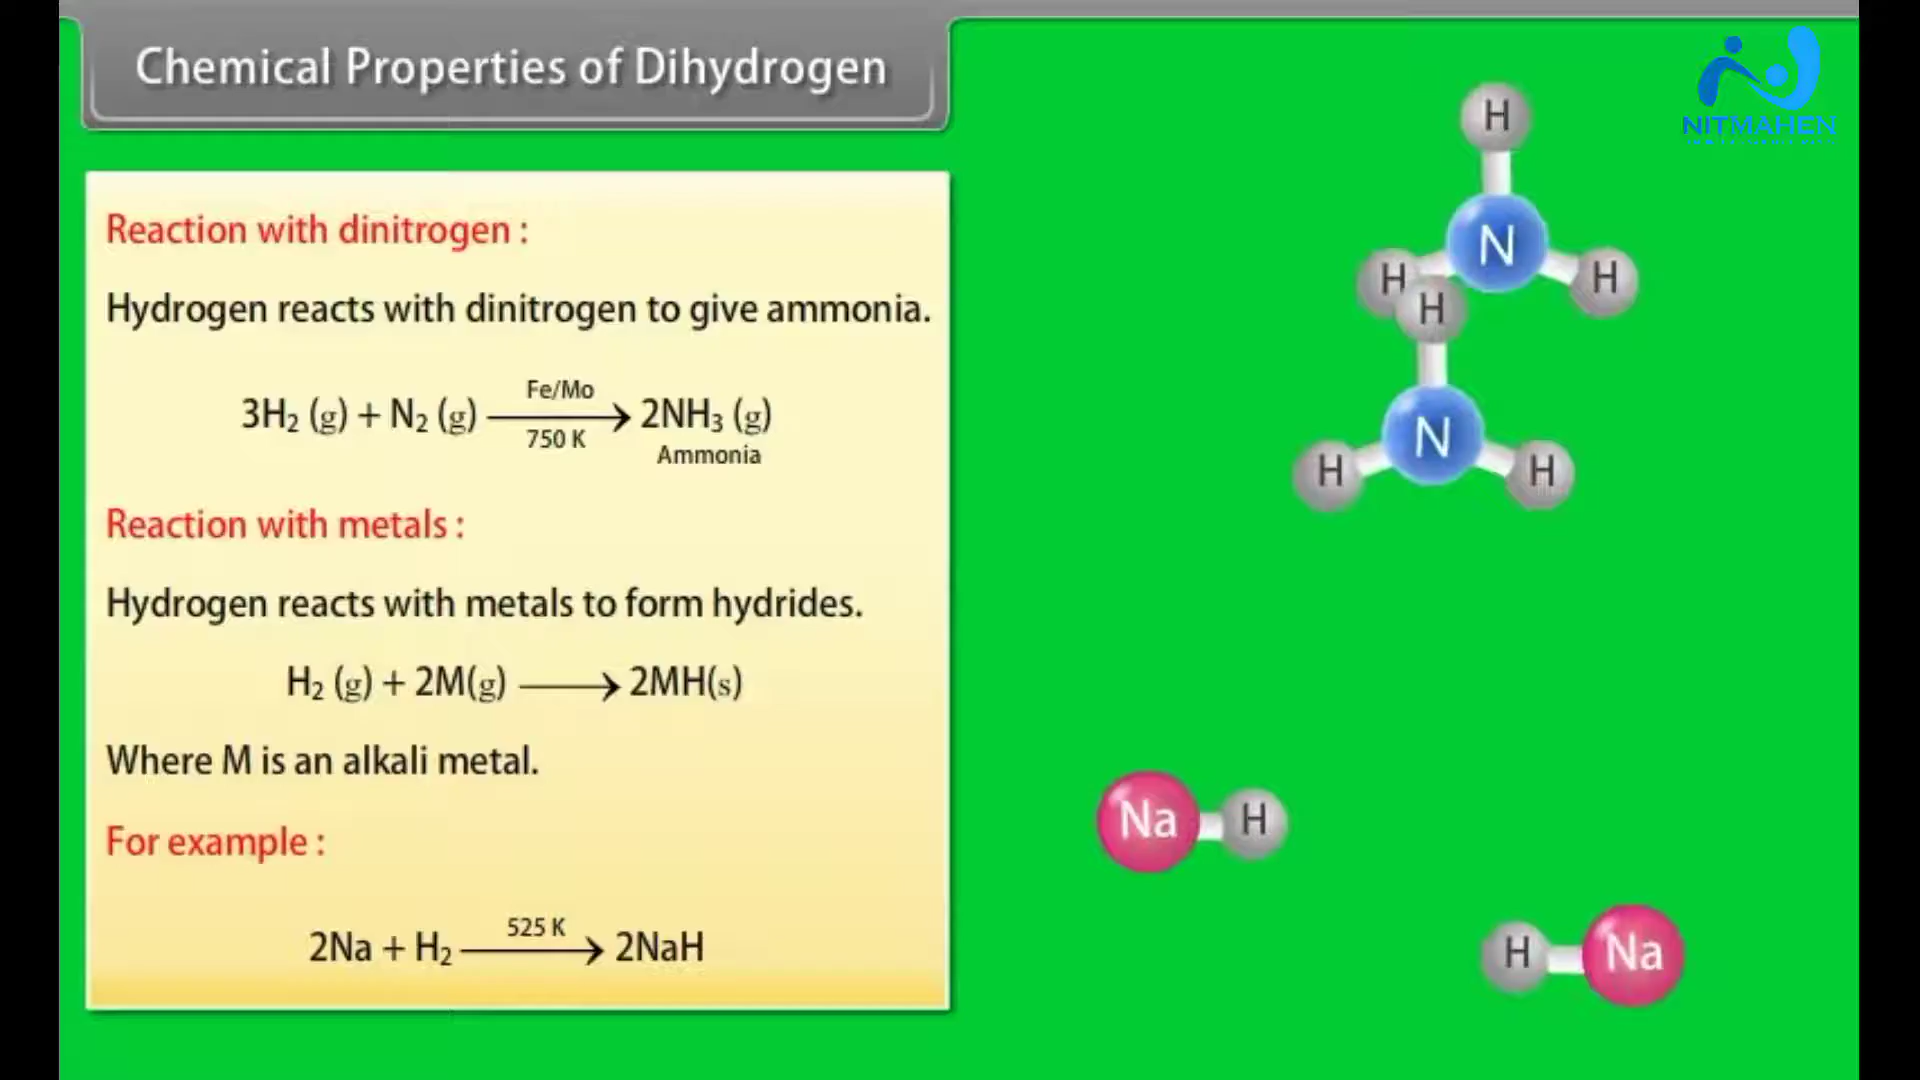 Chemical Properties of Dihydrogen
NITMAHEN
Reaction with dinitrogen :
Hydrogen reacts with dinitrogen to give ammonia.
3H₂ (g) + N₂ (g) Fe/Mo 750 K → 2NH₃ (g)
Ammonia
Reaction with metals :
Hydrogen reacts with metals to form hydrides.
H₂ (g) + 2M(g) → 2MH(s)
Where M is an alkali metal.
For example :
2Na + H₂ 525 K → 2NaH
H
N
H
H
H
N
H
H
Na H
H Na